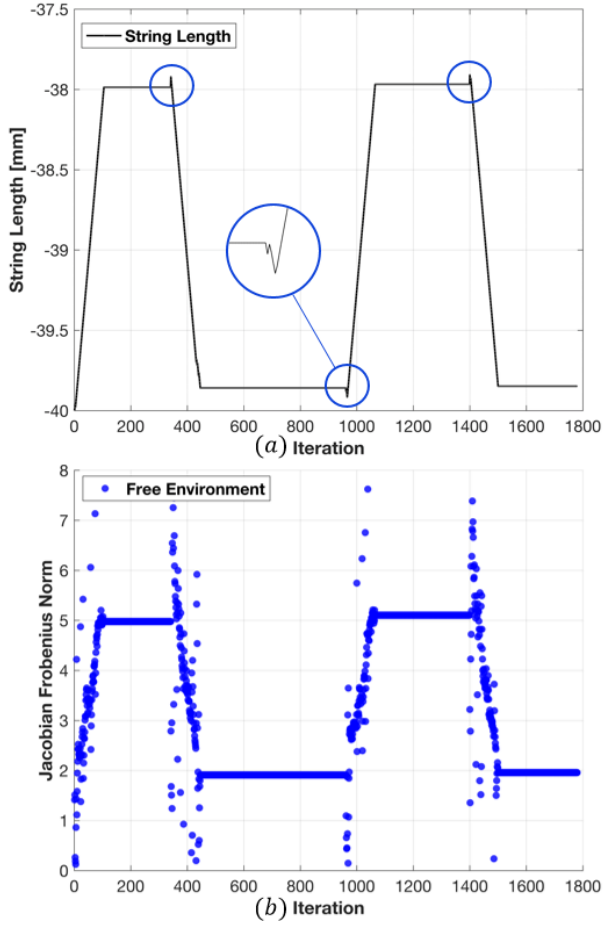 -37.5
String Length
-38
-38.5
-39
-39.5
-40
String Length [mm]
0 200 400 600 800 1000 1200 1400 1600 1800
(a) Iteration
8
Free Environment
7
6
5
4
3
2
1
0
Jacobian Frobenius Norm
0 200 400 600 800 1000 1200 1400 1600 1800
(b) Iteration